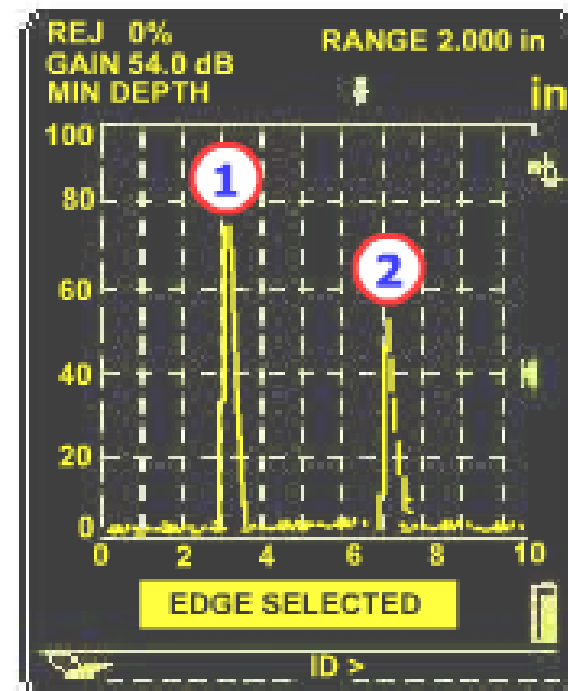 REJ 0%
RANGE 2.000 in
GAIN 54.0 dB
MIN DEPTH
in
100
80
60
40
20
0
1
2
0 2 4 6 8 10
EDGE SELECTED
ID >